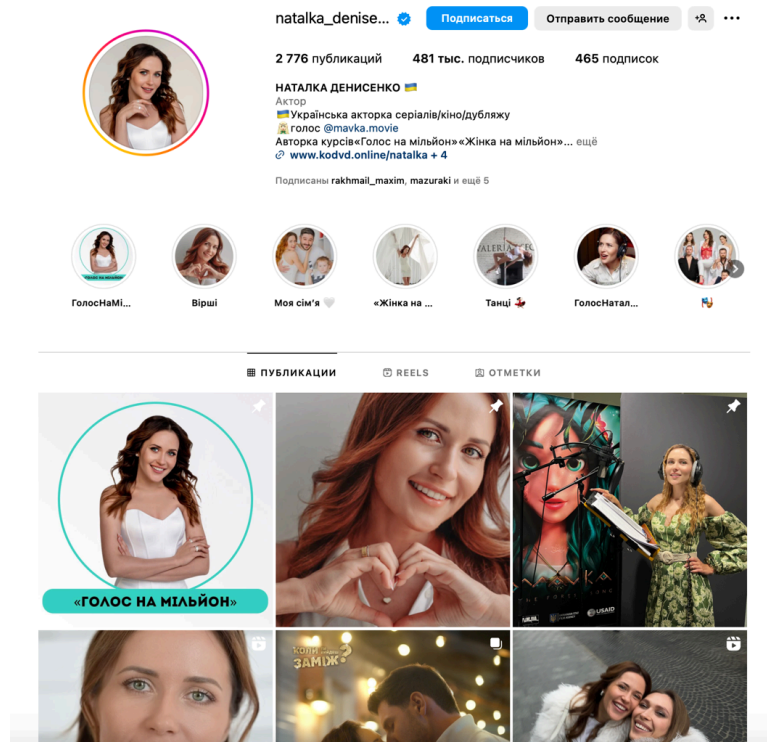 natalka_denise...
Подписаться
Отправить сообщение
2 776 публикаций
481 тыс. подписчиков
465 подписок
НАТАЛКА ДЕНИСЕНКО 🇺🇦
Актор
🇺🇦Українська акторка серіалів/кіно/дубляжу
голос @mavka.movie
Авторка курсів«Голос на мільйон»«Жінка на мільйон»... ещё
www.kodvd.online/natalka + 4
Подписаны rakhmail_maxim, mazuraki и ещё 5
ГолосНаМі...
Вірші
Моя сім’я 🤍
«Жінка на ...
Танці 💃
ГолосНатал...
ПУБЛИКАЦИИ
REELS
ОТМЕТКИ
«ГОЛОС НА МІЛЬЙОН»
USAID
КОЛИ
ЗАМІЖ?